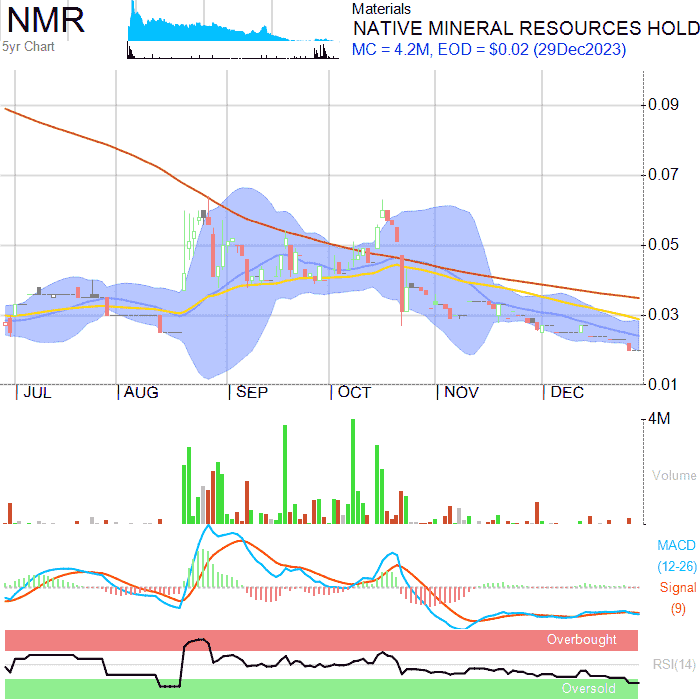 NMR
5yr Chart
Materials
NATIVE MINERAL RESOURCES HOLD
MC = 4.2M, EOD = $0.02 (29Dec2023)
0.09
0.07
0.05
0.03
0.01
JUL
AUG
SEP
OCT
NOV
DEC
4M
Volume
MACD
(12-26)
Signal
(9)
Overbought
RSI(14)
Oversold